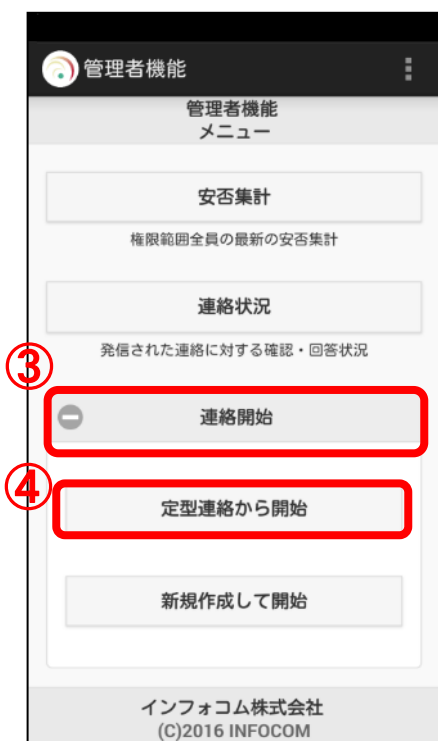 管理者機能
管理者機能
メニュー
安否集計
権限範囲全員の最新の安否集計
連絡状況
発信された連絡に対する確認・回答状況
③
連絡開始
④
定型連絡から開始
新規作成して開始
インフォコム株式会社
(C)2016 INFOCOM